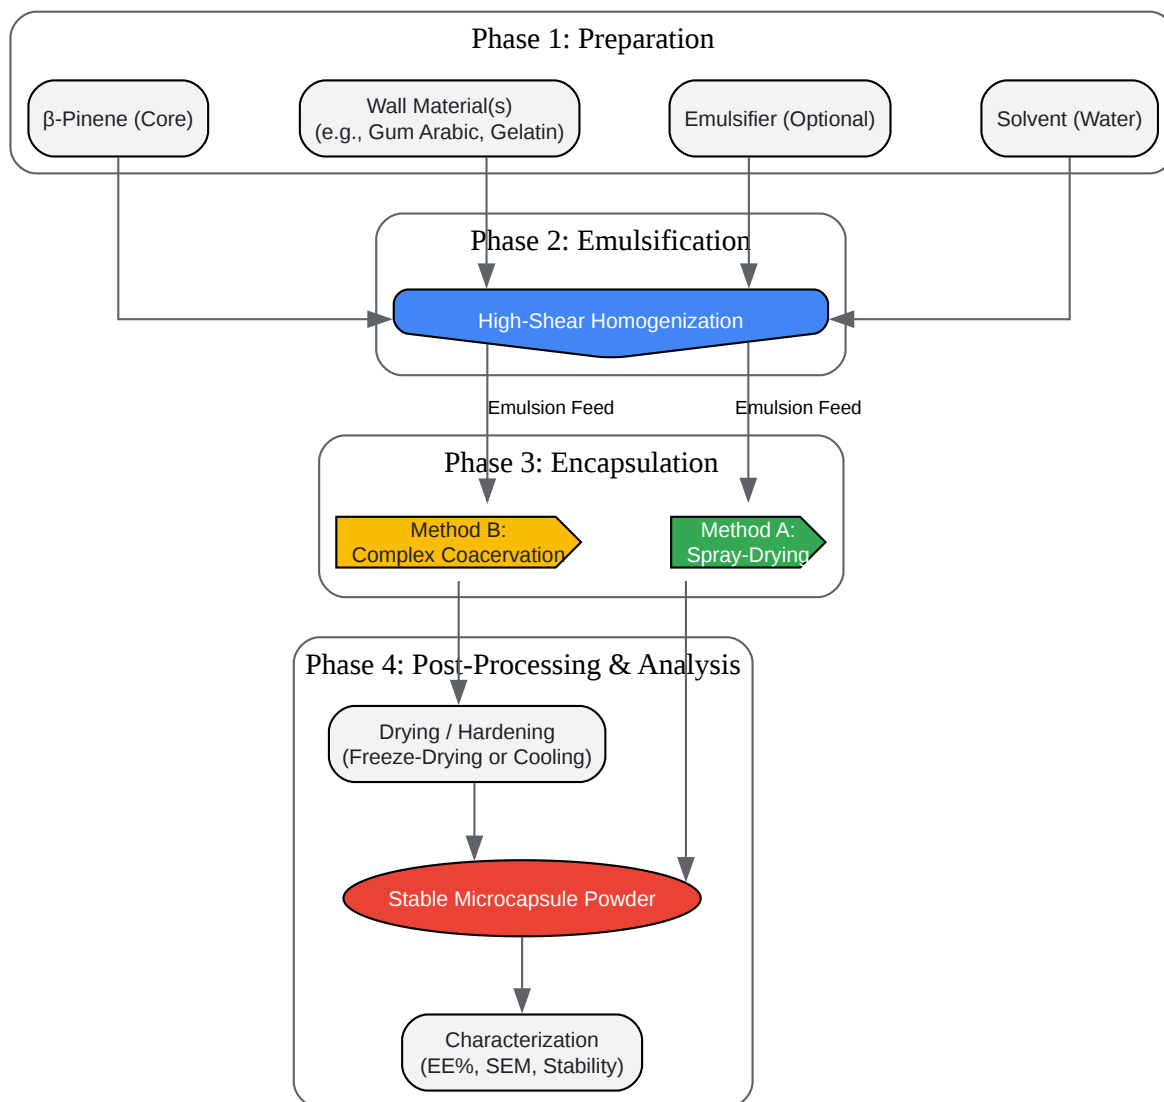 Phase 1: Preparation
β-Pinene (Core)
Wall Material(s)
(e.g., Gum Arabic, Gelatin)
Emulsifier (Optional)
Solvent (Water)
Phase 2: Emulsification
High-Shear Homogenization
Emulsion Feed
Emulsion Feed
Phase 3: Encapsulation
Method B:
Complex Coacervation
Method A:
Spray-Drying
Phase 4: Post-Processing & Analysis
Drying / Hardening
(Freeze-Drying or Cooling)
Stable Microcapsule Powder
Characterization
(EE%, SEM, Stability)